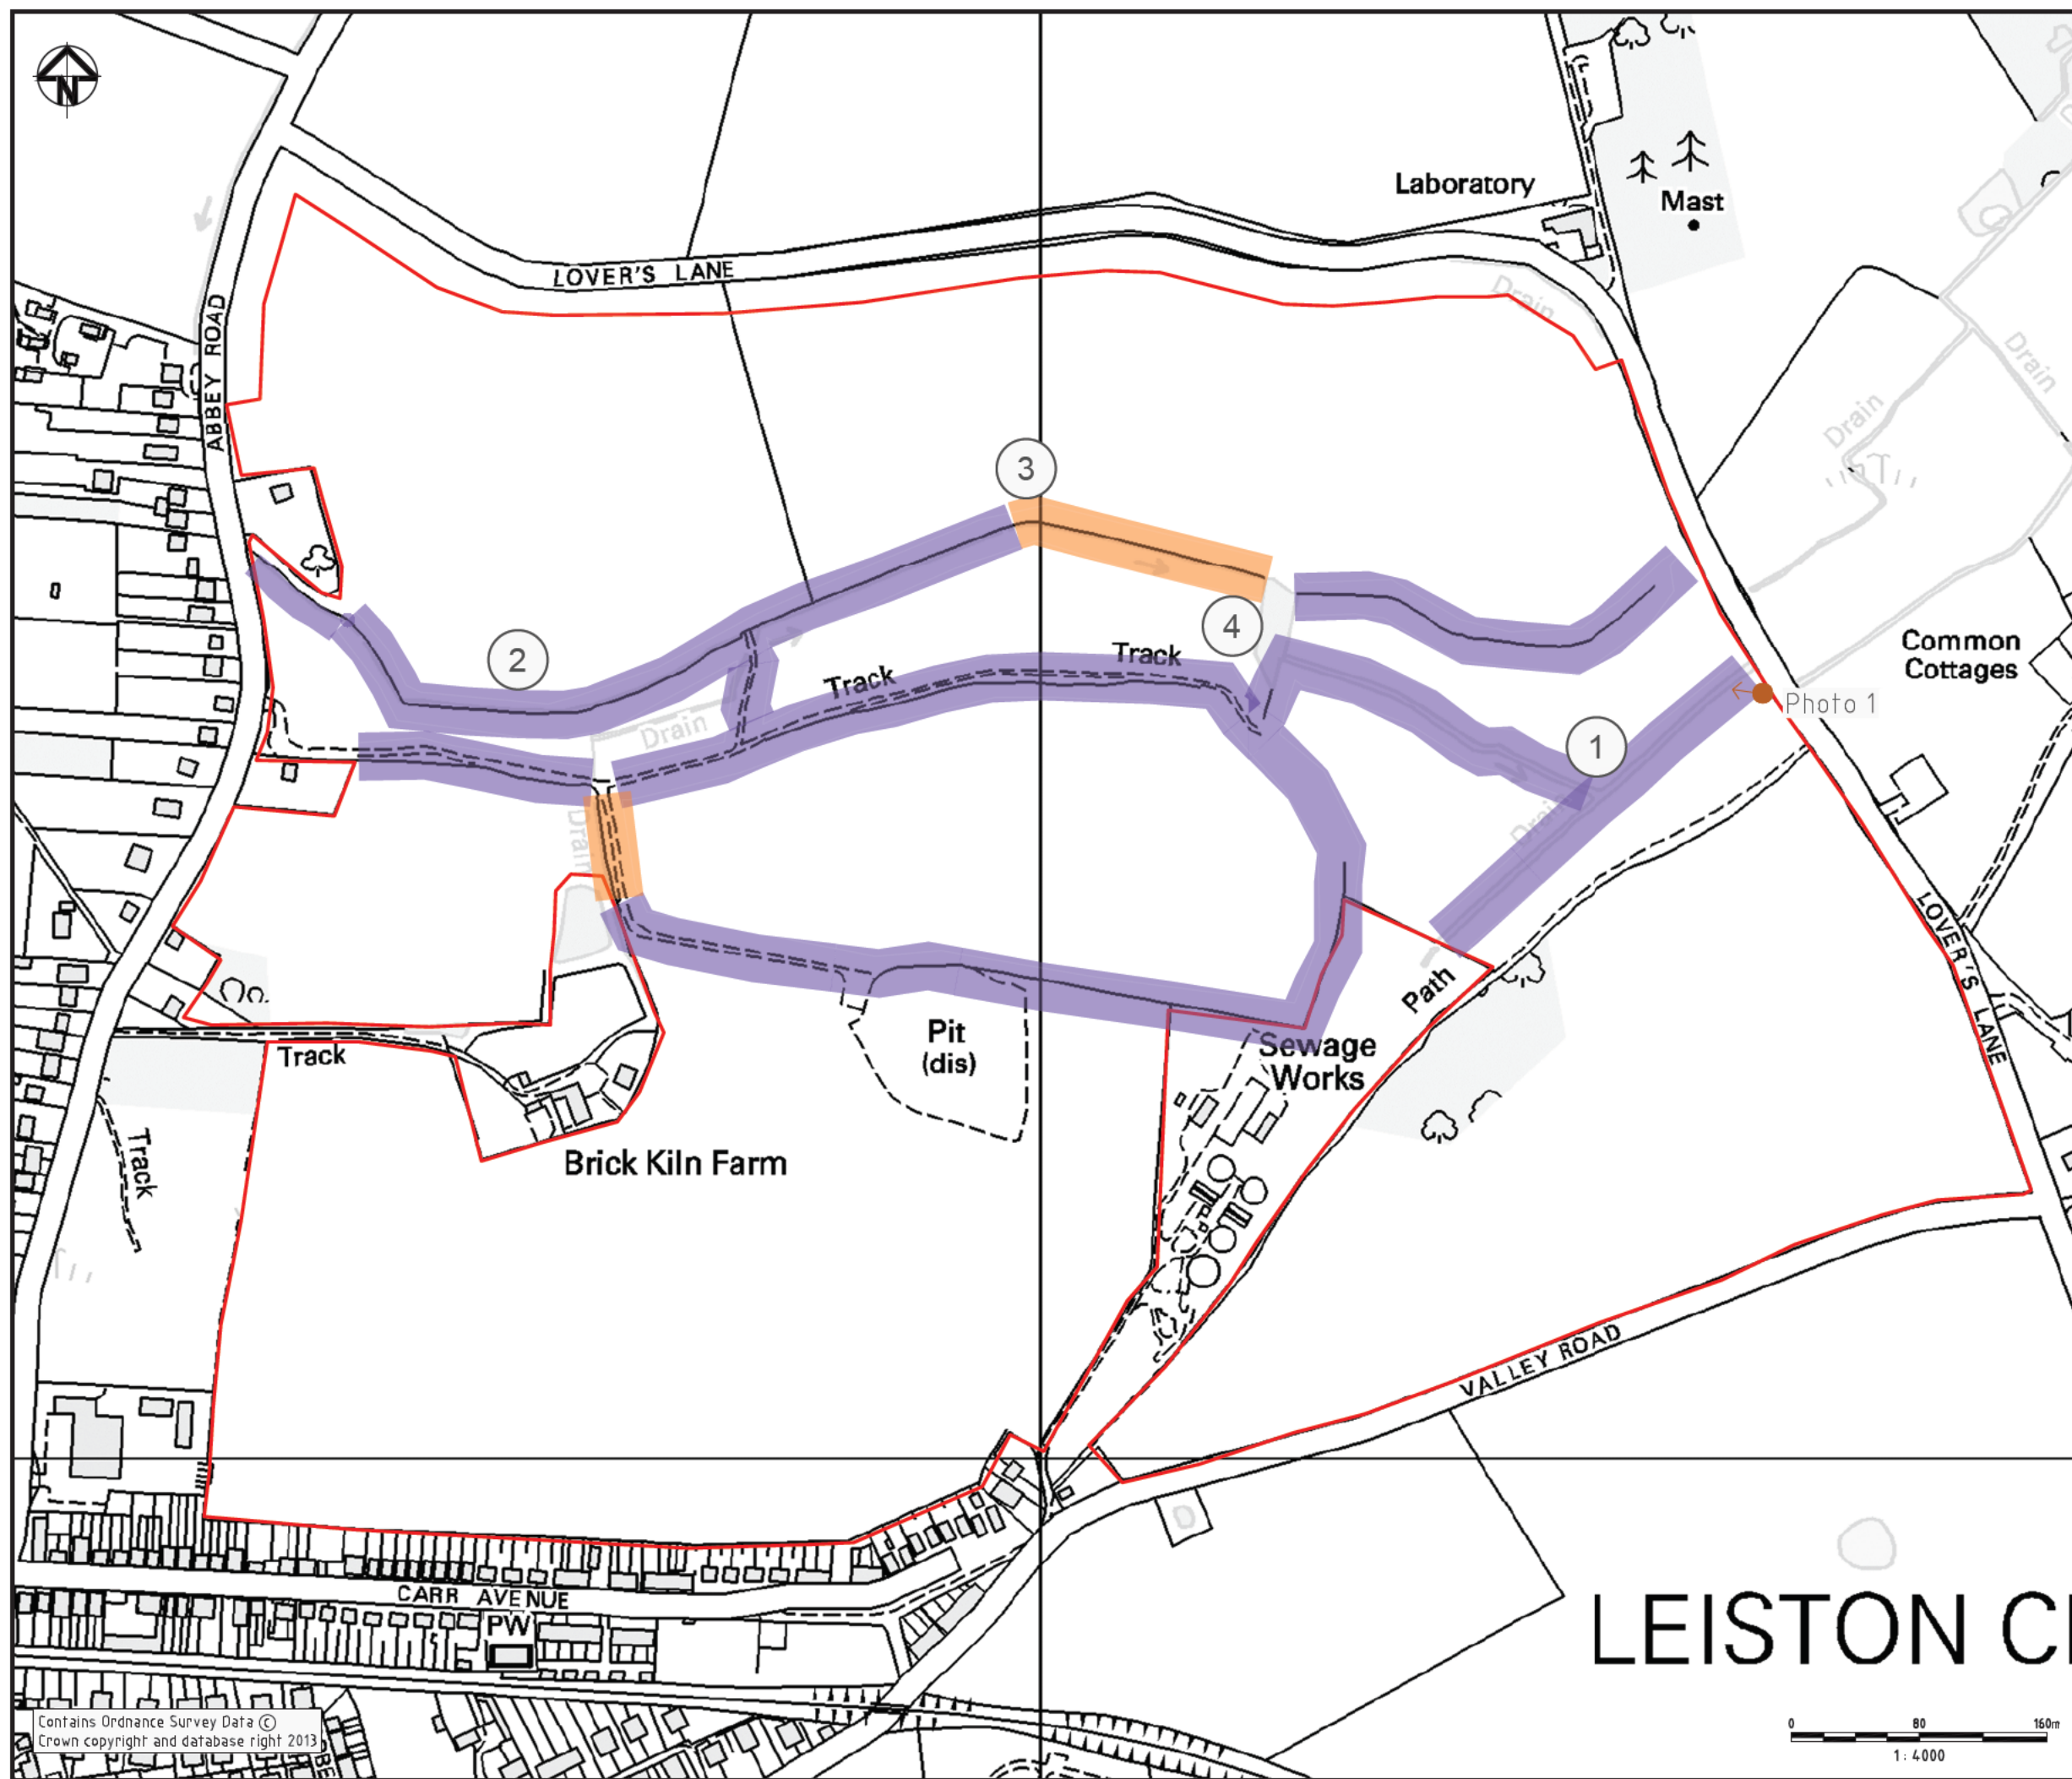 N
Laboratory
Mast
LOVER'S LANE
Drain
ABBEY ROAD
Drain
Drain
3
2
4
Track
Track
Common
Cottages
Photo 1
Drain
1
Drain
Drain
LOVER'S LANE
Path
Pit
(dis)
Sewage
Works
Track
Track
Brick Kiln Farm
VALLEY ROAD
CARR AVENUE
PW
LEISTON C
Contains Ordnance Survey Data ©
Crown copyright and database right 2013
0 80 160m
1: 4000